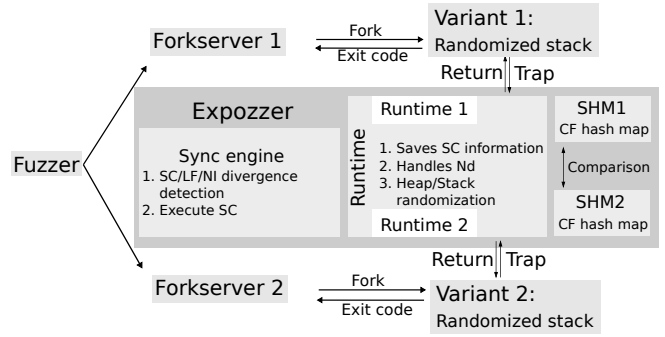 Variant 1:
Randomized stack
Forkserver 1
Fork
Exit code
Return
Trap
Expozzer
Sync engine
1. SC/LF/NI divergence
detection
2. Execute SC
Runtime
Runtime 1
1. Saves SC information
2. Handles Nd
3. Heap/Stack
randomization
Runtime 2
SHM1
CF hash map
Comparison
SHM2
CF hash map
Fuzzer
Return
Trap
Forkserver 2
Fork
Exit code
Variant 2:
Randomized stack